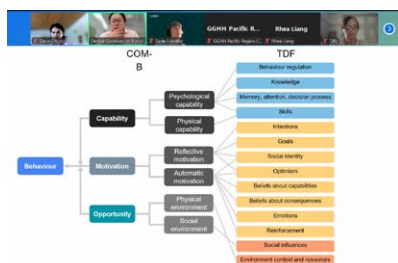 GGHH Pacific R...
Rhea Liang
Rhea Liang
COM-
B
TDF
Behaviour
Capability
Motivation
Opportunity
Psychological
capability
Physical
capability
Reflective
motivation
Automatic
motivation
Physical
environment
Social
environment
Behaviour regulation
Knowledge
Memory, attention, decision process
Skills
Intentions
Goals
Social identity
Optimism
Beliefs about capabilities
Beliefs about consequences
Emotions
Reinforcement
Social influences
Environment context and resources